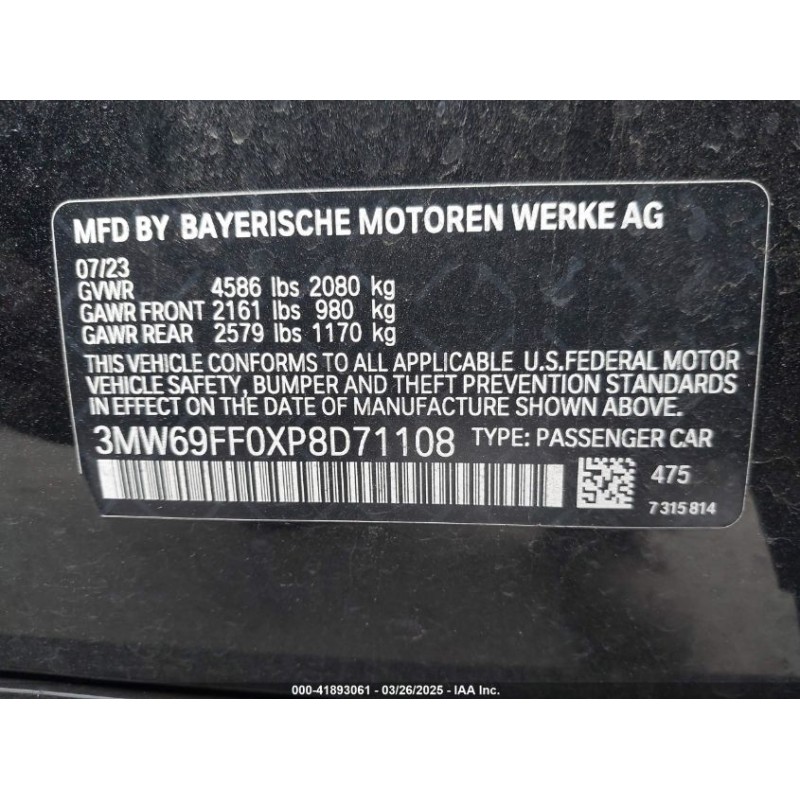 MFD BY BAYERISCHE MOTOREN WERKE AG
07/23
GVWR 4586 lbs 2080 kg
GAWR FRONT 2161 lbs 980 kg
GAWR REAR 2579 lbs 1170 kg
THIS VEHICLE CONFORMS TO ALL APPLICABLE U.S.FEDERAL MOTOR
VEHICLE SAFETY, BUMPER AND THEFT PREVENTION STANDARDS
IN EFFECT ON THE DATE OF MANUFACTURE SHOWN ABOVE.
3MW69FF0XP8D71108 TYPE: PASSENGER CAR
475
7315814
000-41893061 - 03/26/2025 - IAA Inc.